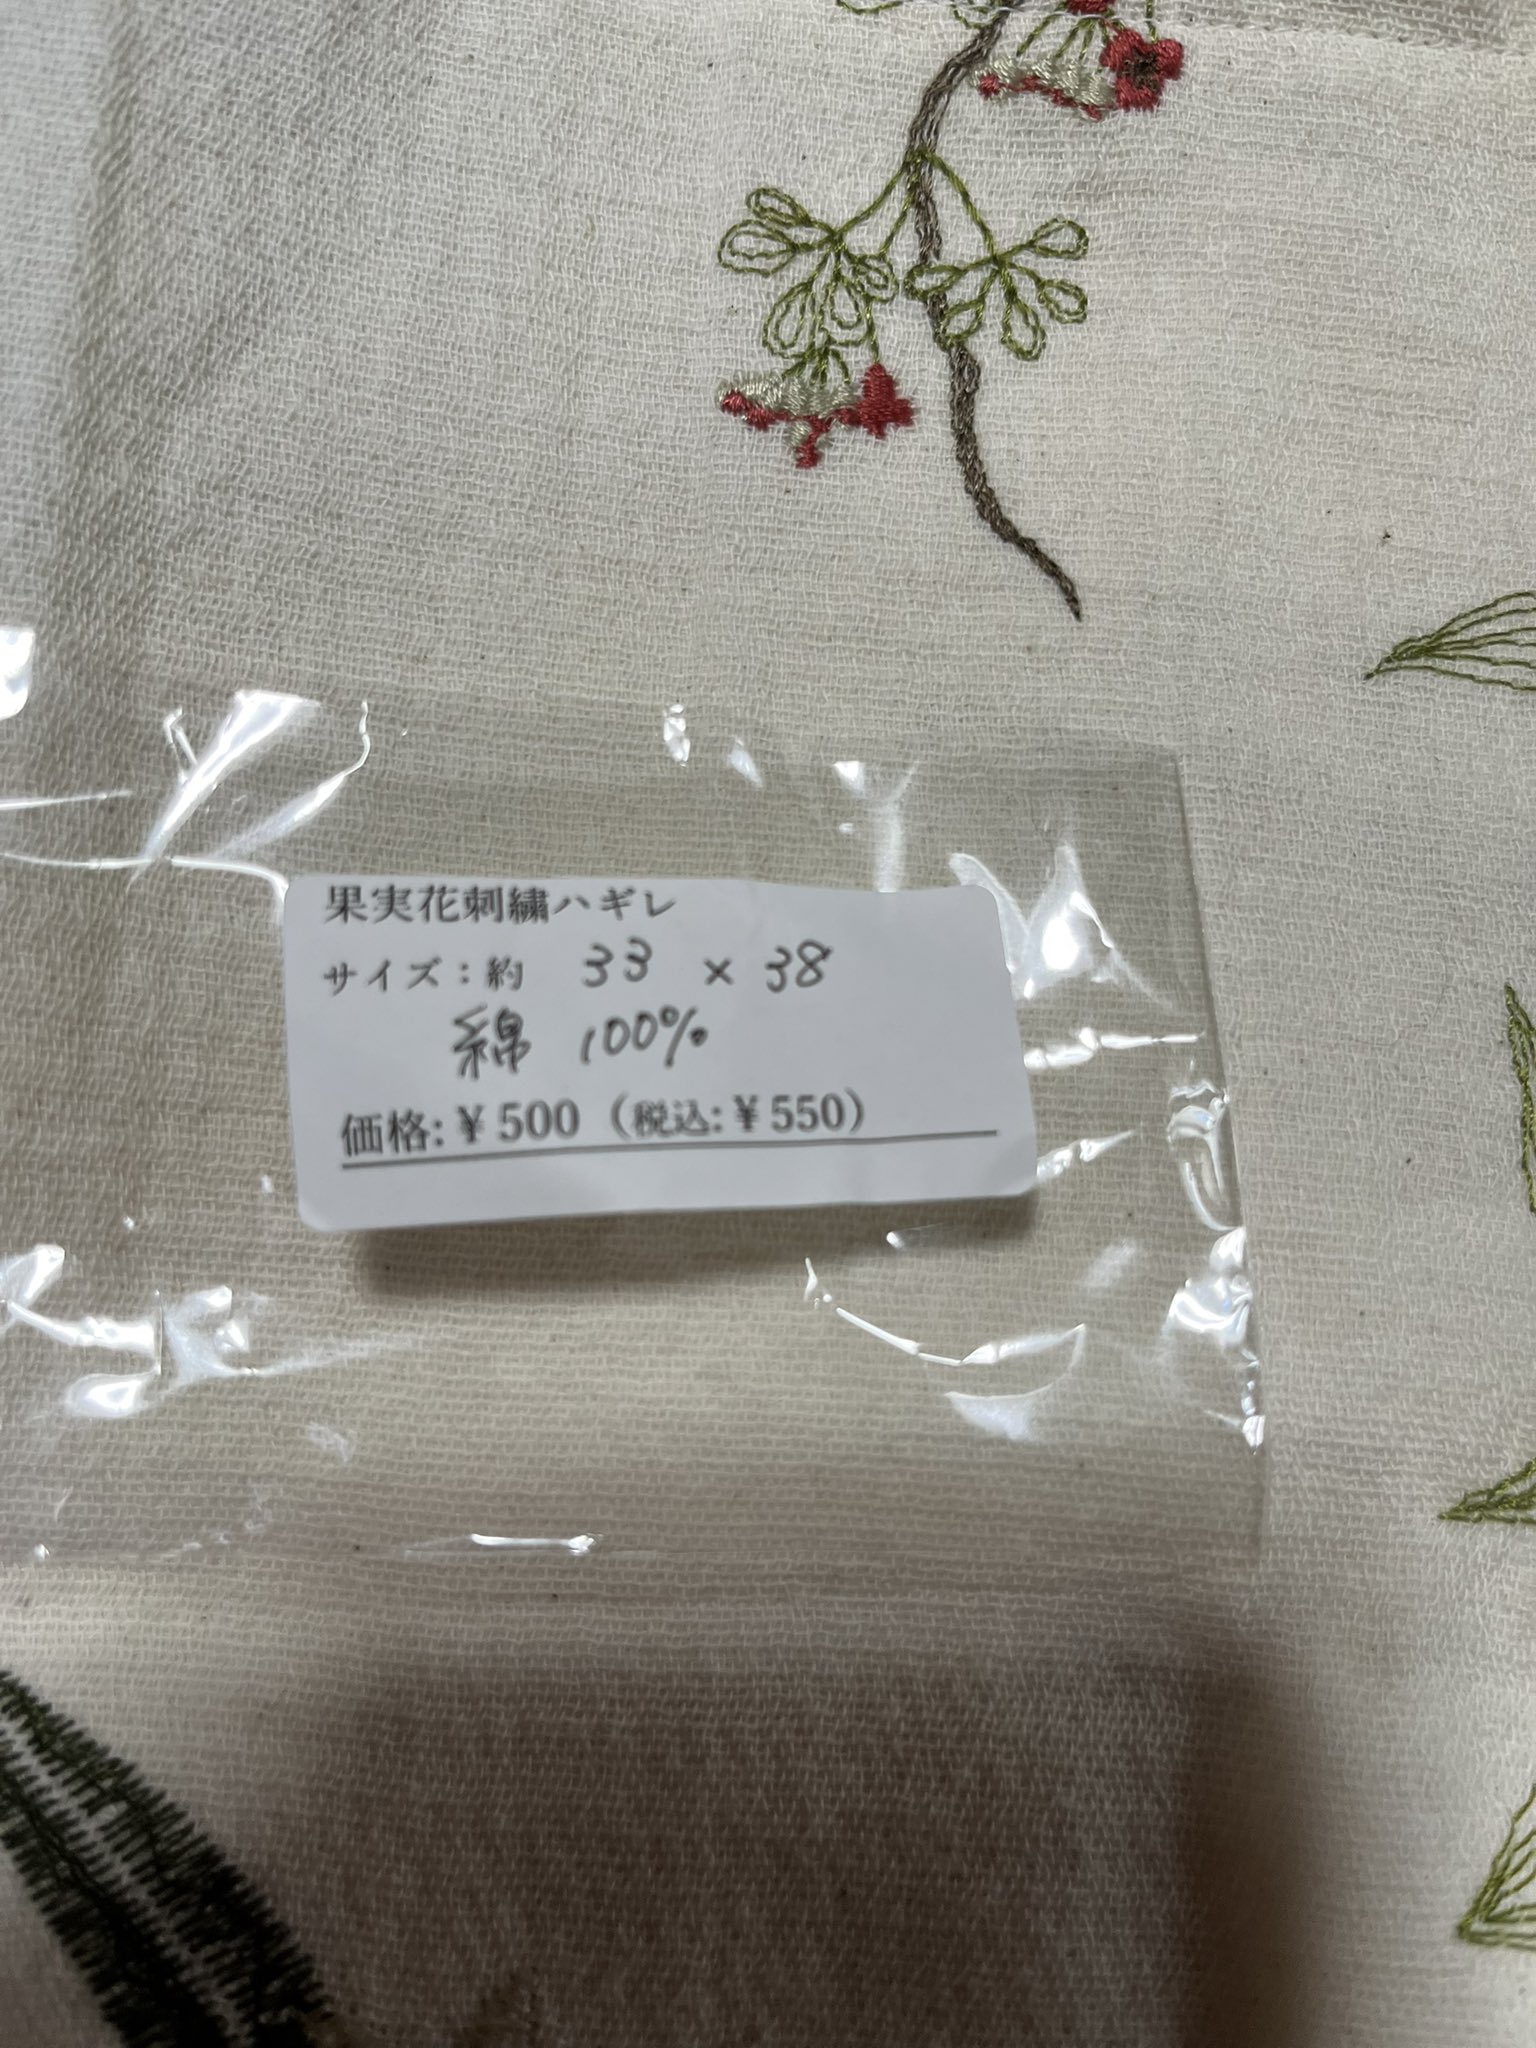 果実花刺繍ハギレ
サイズ：約 33 × 38
綿 100%
価格:¥500（税込:¥550）